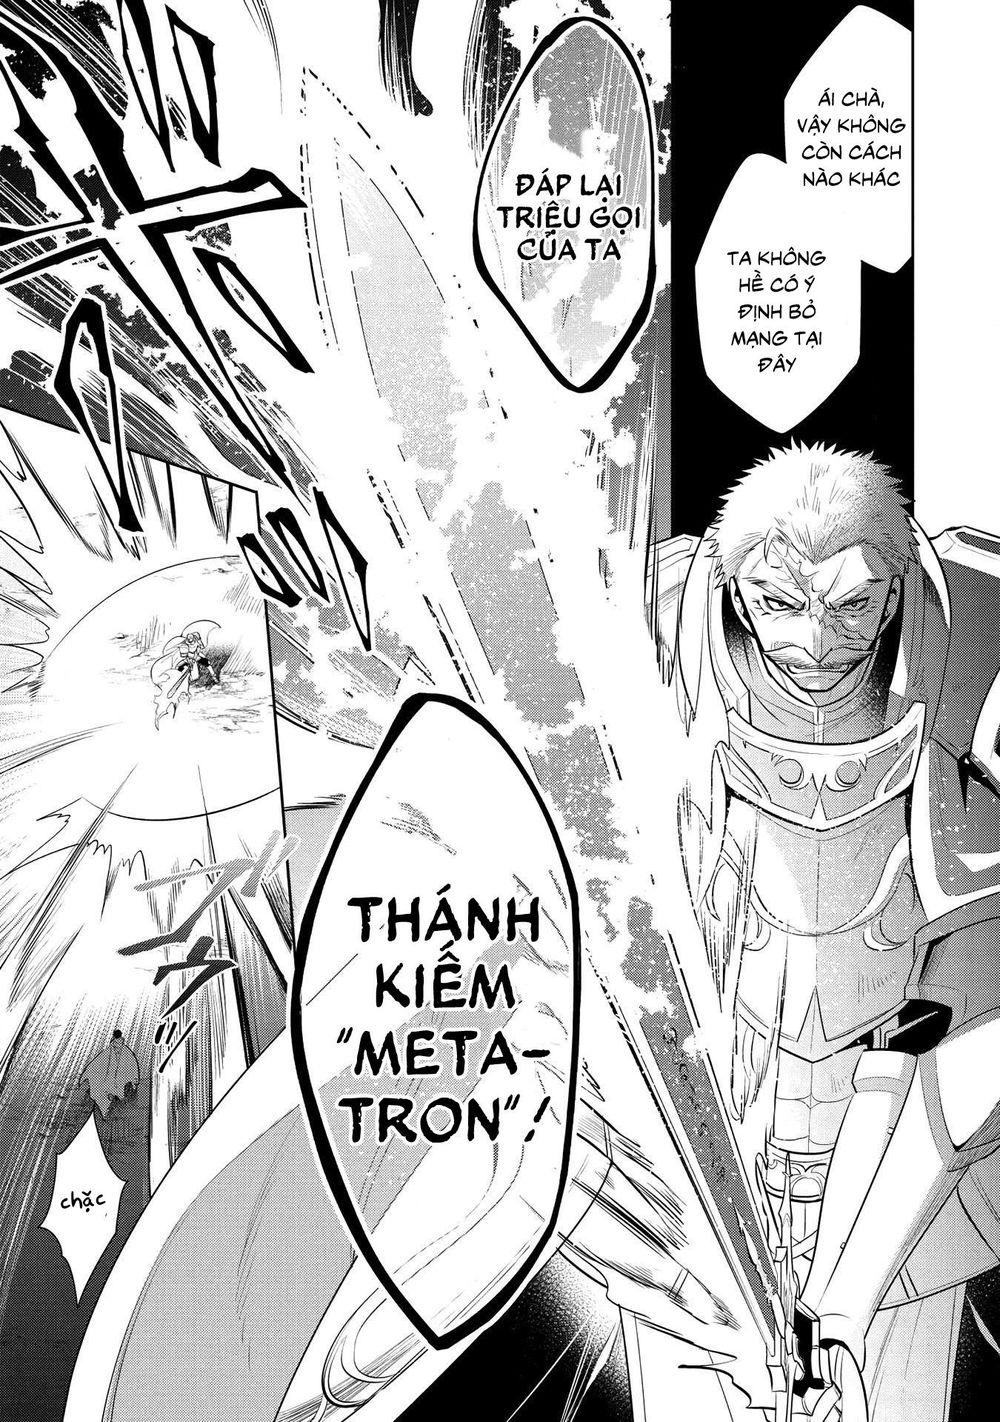 ÁI CHÀ,
VẬY KHÔNG
CÒN CÁCH
NÀO KHÁC
TA KHÔNG
HỀ CÓ Ý
ĐỊNH BỎ
MẠNG TẠI
ĐÂY
ĐÁP LẠI
TRIỆU GỌI
CỦA TA
THÁNH
KIẾM
"META-
TRON"!
chặc